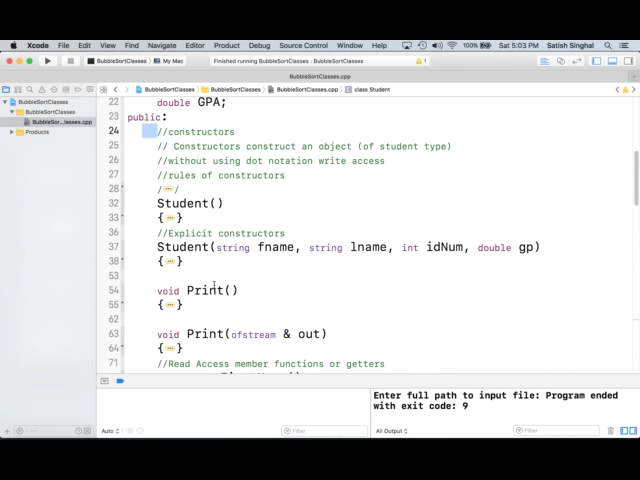 Xcode File Edit View Find Navigate Editor Product Debug Source Control Window Help 100% Sat 5:03 PM Satish Singhal
BubbleSortClasses My Mac Finished running BubbleSortClasses : BubbleSortClasses 1
BubbleSortClasses.cpp
BubbleSortClasses BubbleSortClasses BubbleSortClasses.cpp class Student
BubbleSortClasses
BubbleSortClasses
BubbleSor...lasses.cpp
Products
22 double GPA;
23 public:
24 //constructors
25 // Constructors construct an object (of student type)
26 //without using dot notation write access
27 //rules of constructors
28 /*...*/
32 Student()
33 {...}
36 //Explicit constructors
37 Student(string fname, string lname, int idNum, double gp)
38 {...}
53
54 void Print()
55 {...}
62
63 void Print(ofstream & out)
64 {...}
71 //Read Access member functions or getters
Enter full path to input file: Program ended
with exit code: 9
Auto Filter All Output Filter